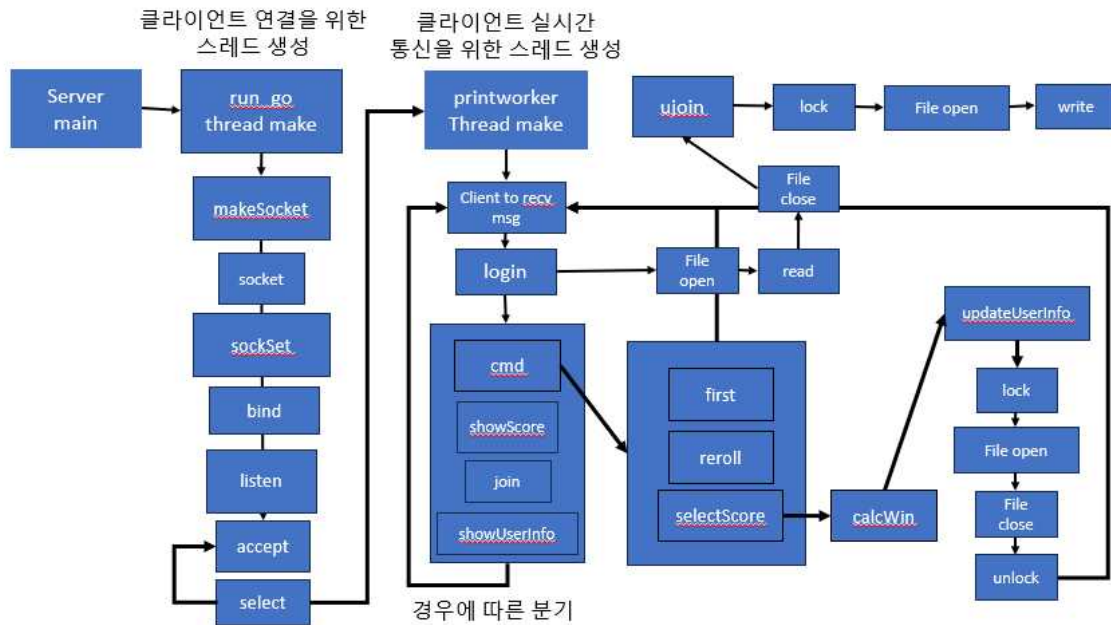 클라이언트 연결을 위한
스레드 생성
클라이언트 실시간
통신을 위한 스레드 생성
Server
main
run_go
thread make
printworker
Thread make
ujoin
lock
File open
write
makeSocket
Client to recv
msg
File
close
socket
login
File
open
read
sockSet
updateUserInfo
cmd
first
bind
showScore
lock
reroll
listen
join
File open
selectScore
calcWin
accept
showUserInfo
File
close
select
unlock
경우에 따른 분기